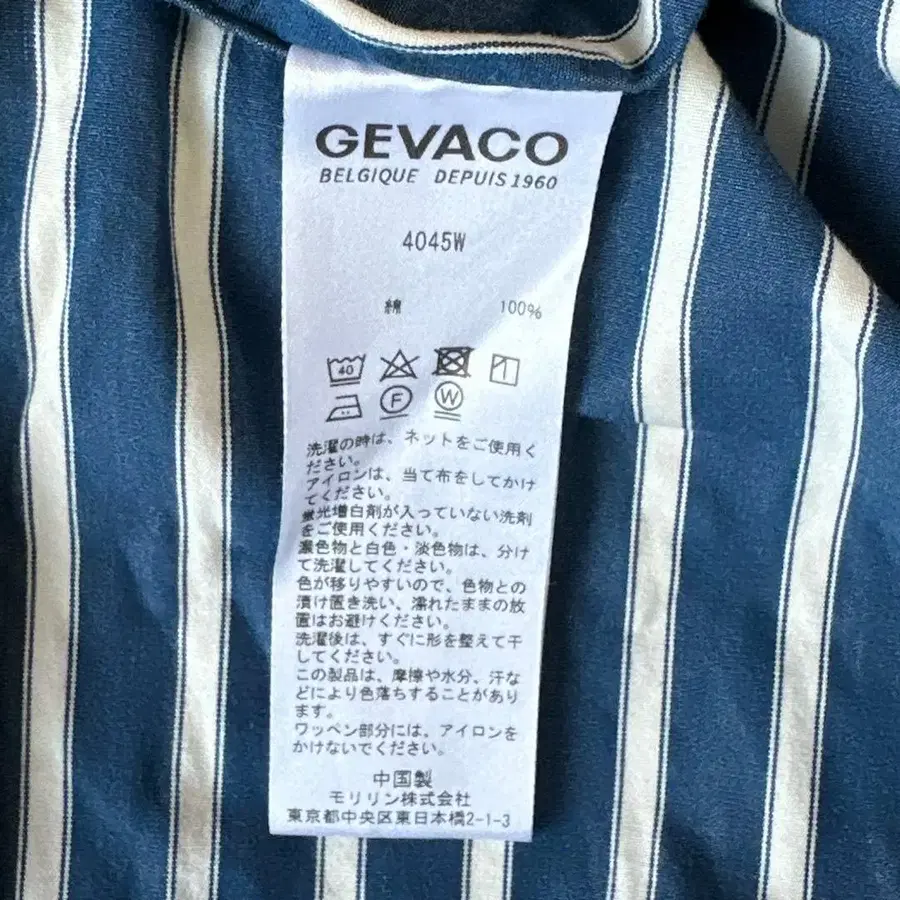 GEVACO
BELGIQUE DEPUIS 1960
4045W
綿 100%
40
F W
洗濯の時は、ネットをご使用く
ださい。
アイロンは、当て布をしてかけ
てください。
蛍光増白剤が入っていない洗剤
をご使用ください。
濃色物と白色・淡色物は、分け
て洗濯してください。
色が移りやすいので、色物との
漬け置き洗い、濡れたままの放
置はお避けください。
洗濯後は、すぐに形を整えて干
してください。
この製品は、摩擦や水分、汗な
どにより色落ちすることがあり
ます。
ワッペン部分には、アイロンを
かけないでください。
中国製
モリリン株式会社
東京都中央区東日本橋2-1-3